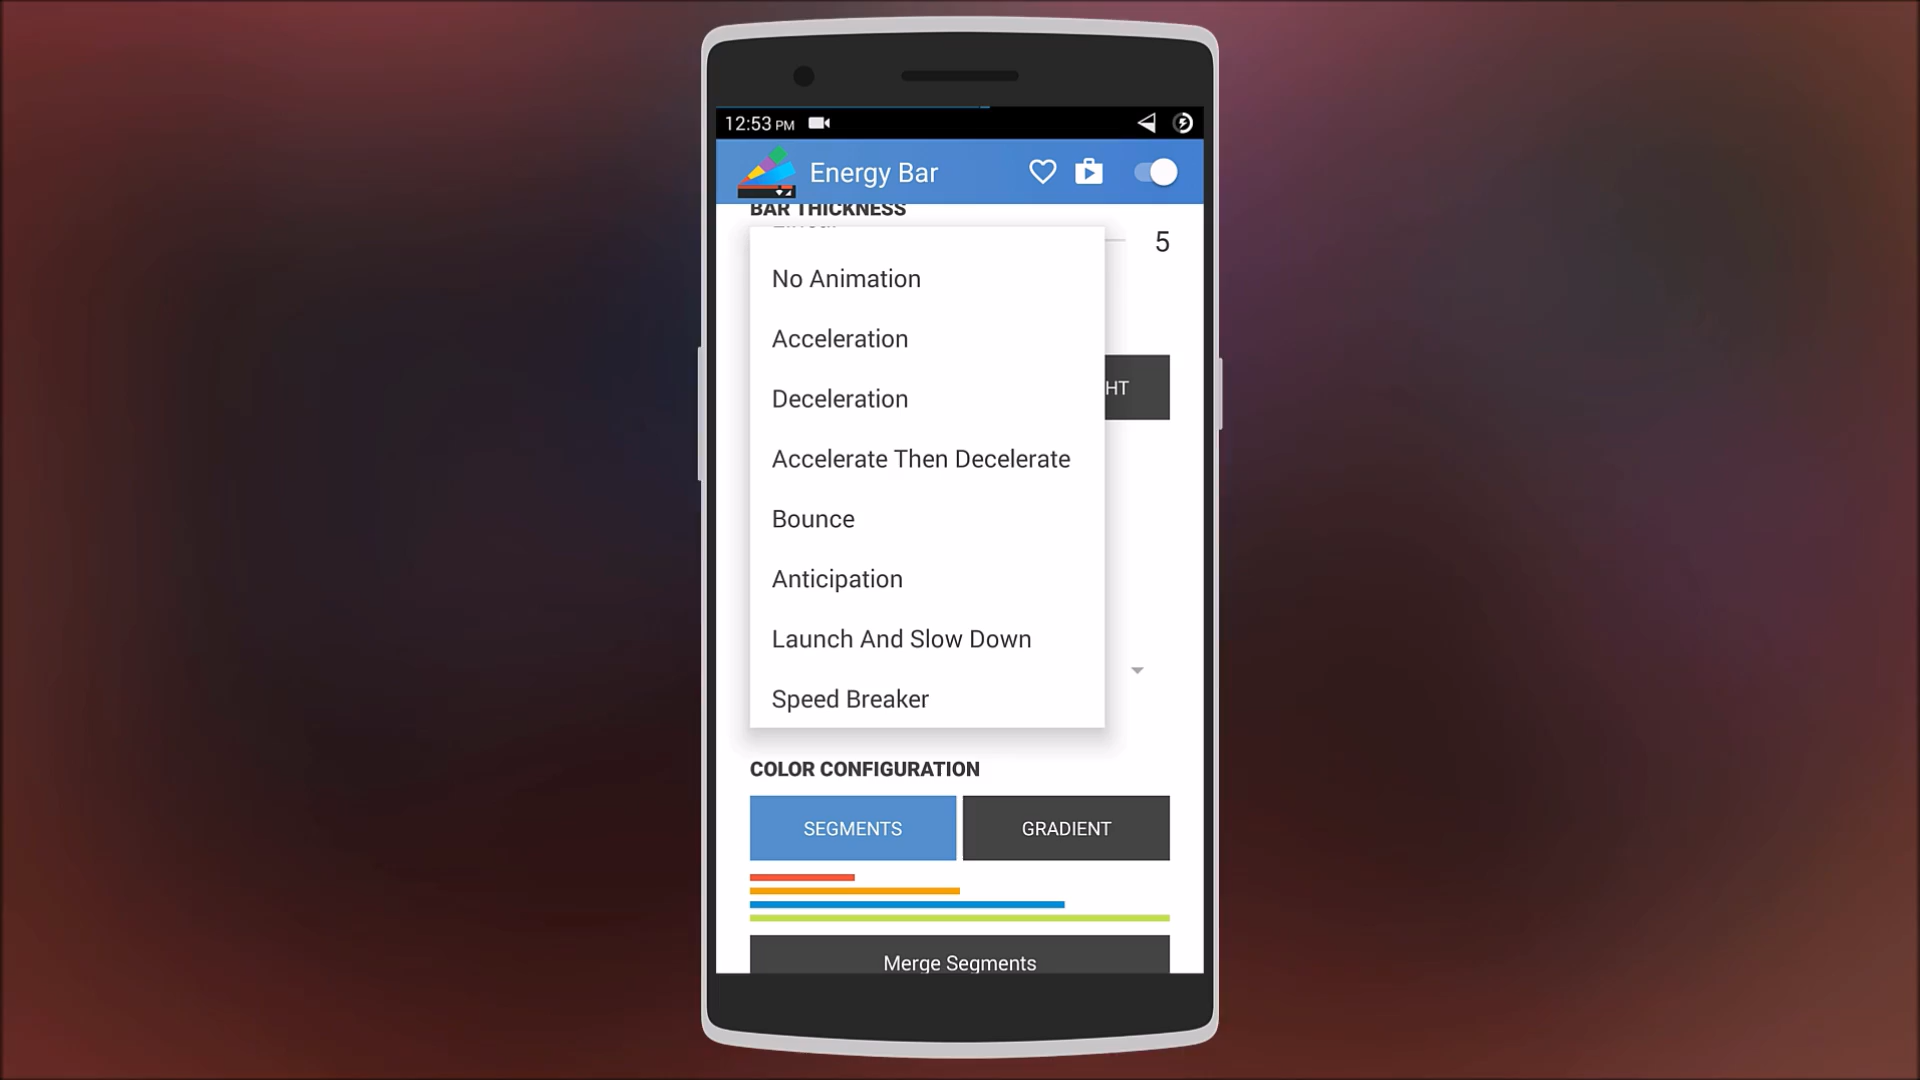 12:53 PM
Energy Bar
BAR THICKNESS
5
No Animation
Acceleration
HT
Deceleration
Accelerate Then Decelerate
Bounce
Anticipation
Launch And Slow Down
Speed Breaker
COLOR CONFIGURATION
SEGMENTS
GRADIENT
Merge Segments